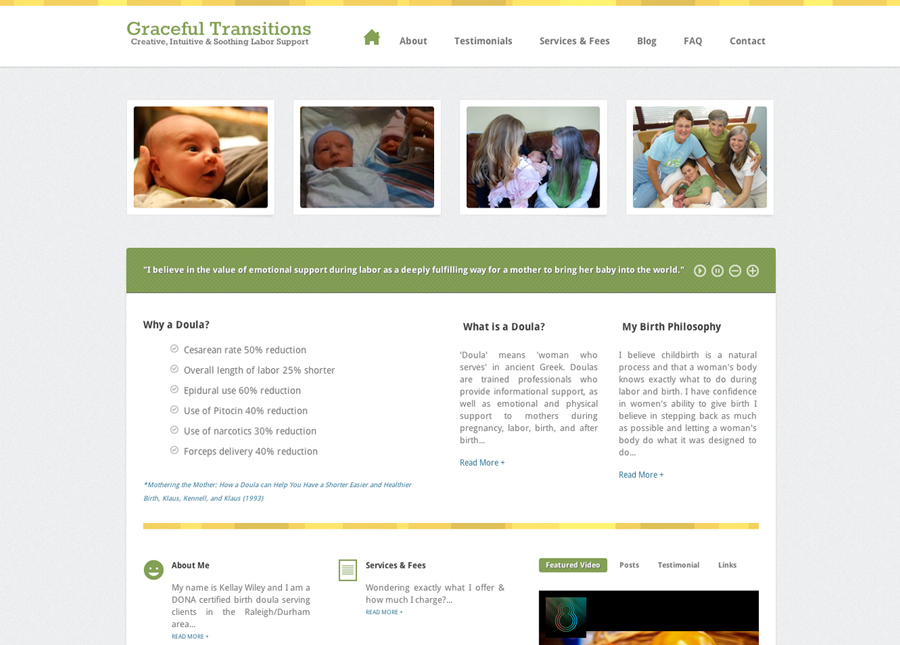 Graceful Transitions
Creative, Intuitive & Soothing Labor Support
About
Testimonials
Services & Fees
Blog
FAQ
Contact
"I believe in the value of emotional support during labor as a deeply fulfilling way for a mother to bring her baby into the world."
Why a Doula?
Cesarean rate 50% reduction
Overall length of labor 25% shorter
Epidural use 60% reduction
Use of Pitocin 40% reduction
Use of narcotics 30% reduction
Forceps delivery 40% reduction
*Mothering the Mother: How a Doula can Help You Have a Shorter Easier and Healthier
Birth, Klaus, Kennell, and Klaus (1993)
What is a Doula?
'Doula' means 'woman who
serves' in ancient Greek. Doulas
are trained professionals who
provide informational support, as
well as emotional and physical
support to mothers during
pregnancy, labor, birth, and after
birth...
Read More +
My Birth Philosophy
I believe childbirth is a natural
process and that a woman's body
knows exactly what to do during
labor and birth. I have confidence
in women's ability to give birth I
believe in stepping back as much
as possible and letting a woman's
body do what it was designed to
do...
Read More +
About Me
My name is Kellay Wiley and I am a
DONA certified birth doula serving
clients in the Raleigh/Durham
area...
READ MORE +
Services & Fees
Wondering exactly what I offer &
how much I charge?...
READ MORE +
Featured Video
Posts
Testimonial
Links
8